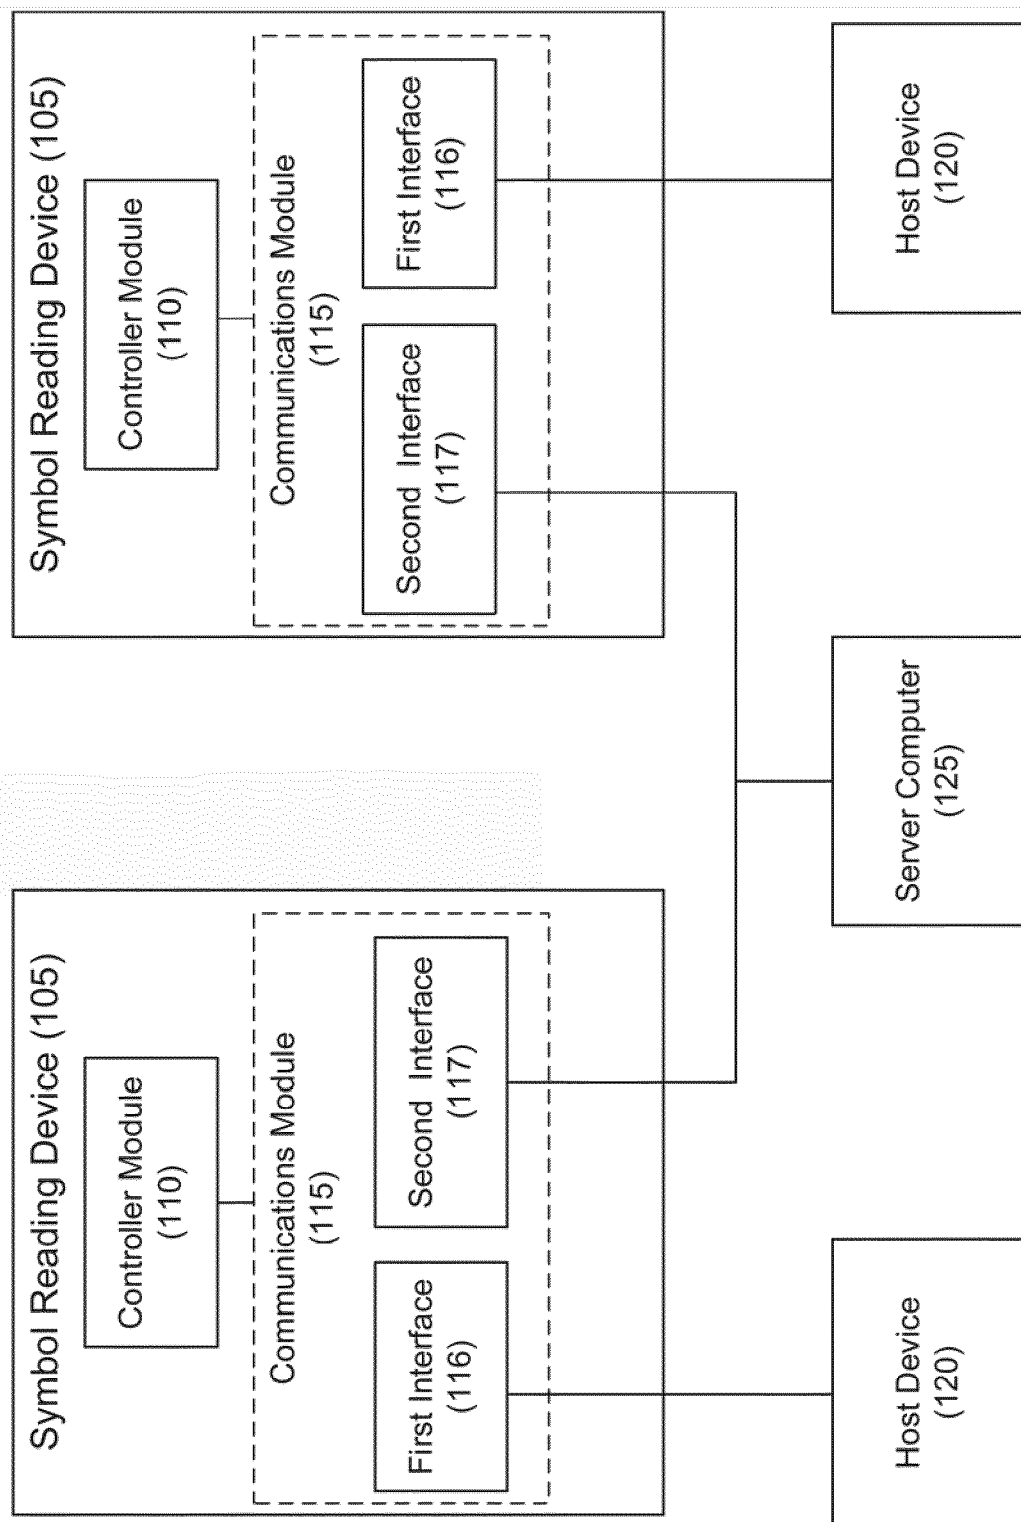 Symbol Reading Device (105)
Controller Module
(110)
Communications Module
(115)
First Interface
(116)
Second Interface
(117)
Host Device
(120)
Symbol Reading Device (105)
Controller Module
(110)
Communications Module
(115)
Second Interface
(117)
First Interface
(116)
Server Computer
(125)
Host Device
(120)